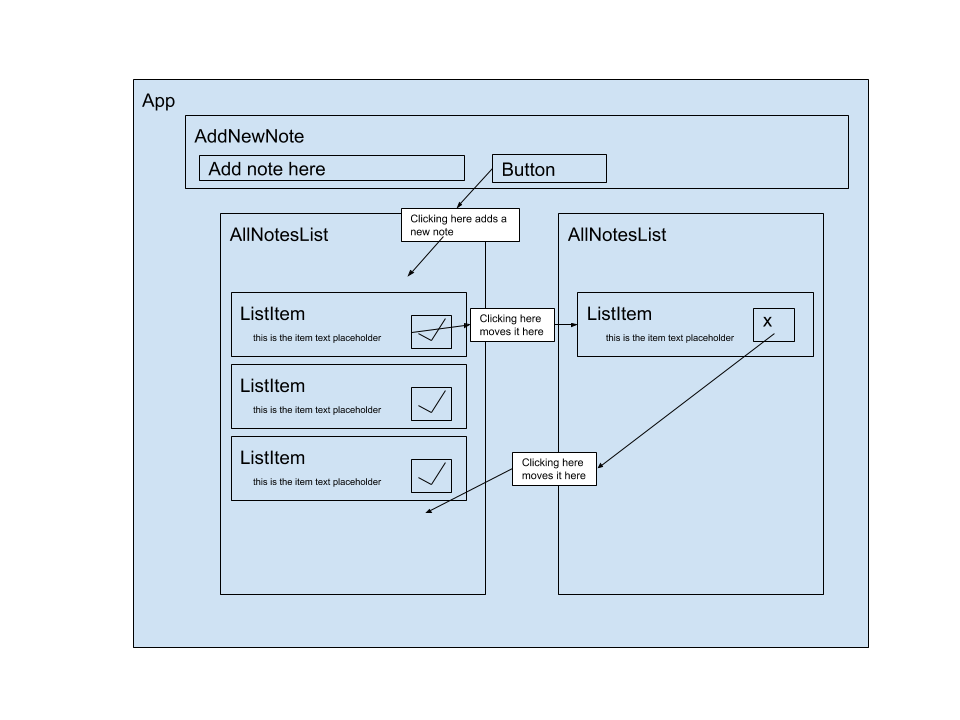 App
AddNewNote
Add note here
Button
Clicking here adds a
new note
AllNotesList
AllNotesList
ListItem
this is the item text placeholder
Clicking here
moves it here
ListItem
this is the item text placeholder
x
ListItem
this is the item text placeholder
ListItem
this is the item text placeholder
Clicking here
moves it here